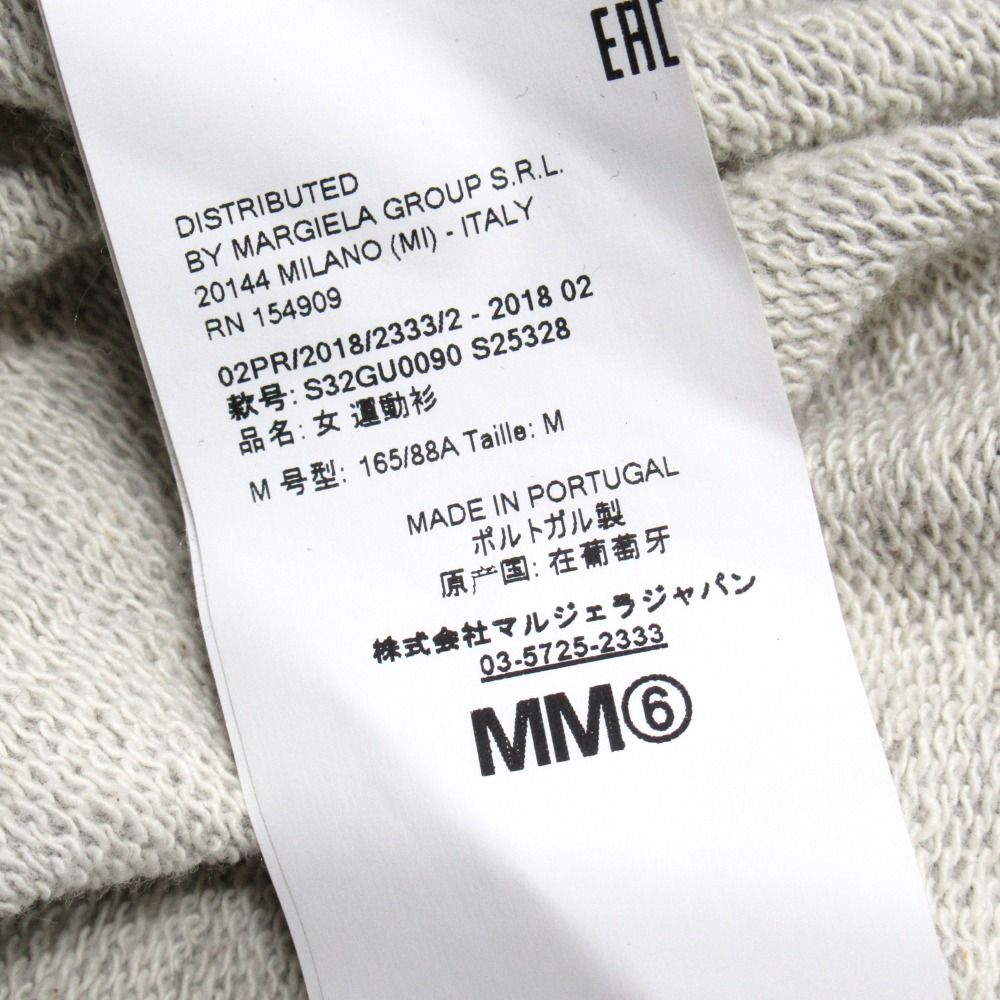 EAC
DISTRIBUTED
BY MARGIELA GROUP S.R.L.
20144 MILANO (MI) - ITALY
RN 154909
02PR/2018/2333/2 - 2018 02
款号: S32GU0090 S25328
品名: 女 運動衫
M 号型: 165/88A Taille: M
MADE IN PORTUGAL
ポルトガル製
原产国: 在葡萄牙
株式会社マルジェラジャパン
03-5725-2333
MM⑥